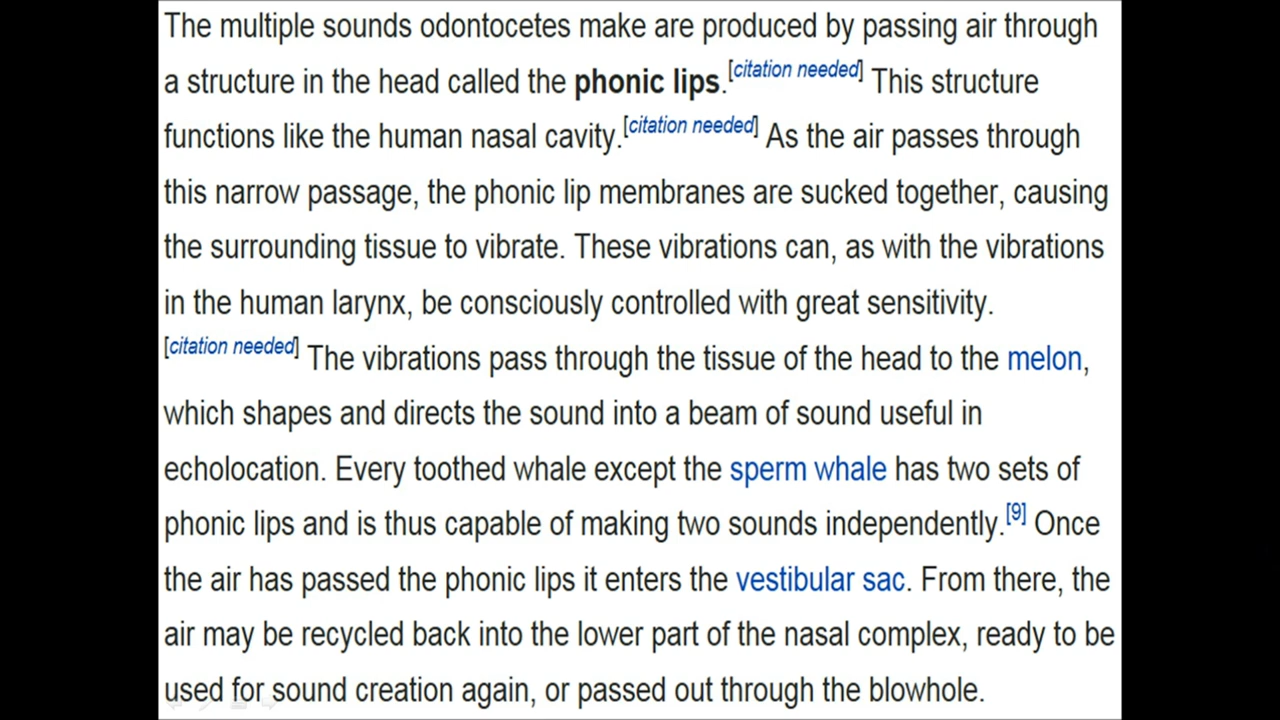 The multiple sounds odontocetes make are produced by passing air through
a structure in the head called the phonic lips.[citation needed] This structure
functions like the human nasal cavity.[citation needed] As the air passes through
this narrow passage, the phonic lip membranes are sucked together, causing
the surrounding tissue to vibrate. These vibrations can, as with the vibrations
in the human larynx, be consciously controlled with great sensitivity.
[citation needed] The vibrations pass through the tissue of the head to the melon,
which shapes and directs the sound into a beam of sound useful in
echolocation. Every toothed whale except the sperm whale has two sets of
phonic lips and is thus capable of making two sounds independently.[9] Once
the air has passed the phonic lips it enters the vestibular sac. From there, the
air may be recycled back into the lower part of the nasal complex, ready to be
used for sound creation again, or passed out through the blowhole.